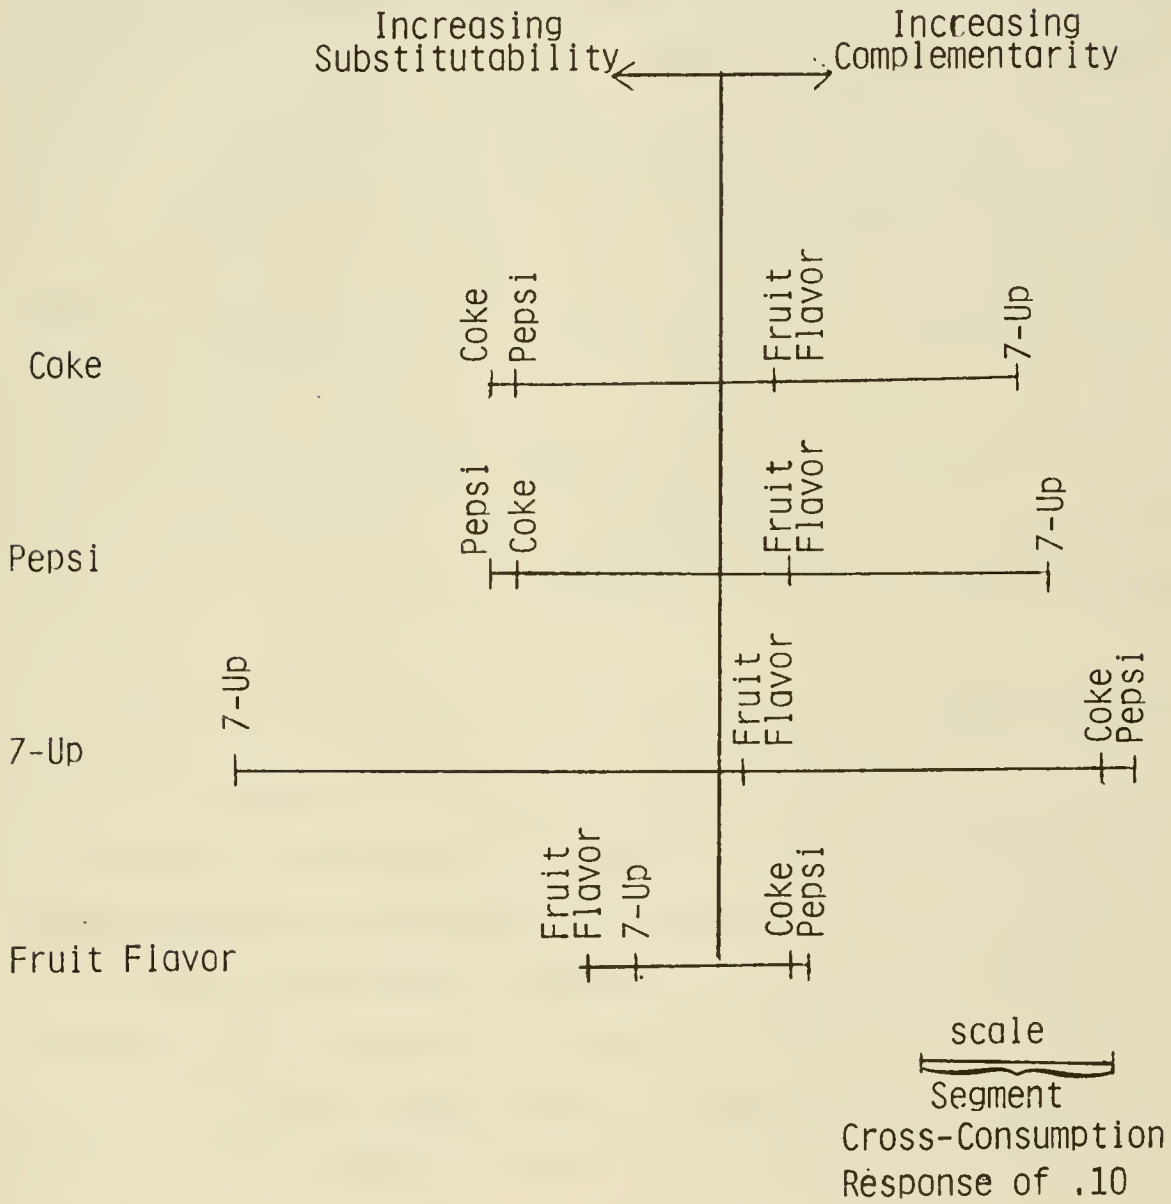 Increasing
Substitutability
Increasing
Complementarity
Coke
Coke
Pepsi
Fruit
Flavor
7-Up
Pepsi
Pepsi
Coke
Fruit
Flavor
7-Up
7-Up
7-Up
Fruit
Flavor
Coke
Pepsi
Fruit Flavor
Fruit
Flavor
7-Up
Coke
Pepsi
scale
Segment
Cross-Consumption
Response of .10